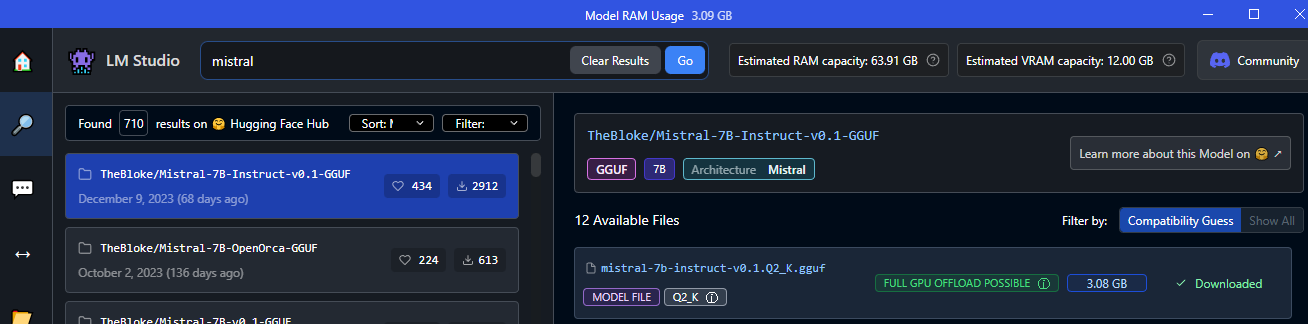 Model RAM Usage 3.09 GB
LM Studio
mistral
Clear Results
Go
Estimated RAM capacity: 63.91 GB
Estimated VRAM capacity: 12.00 GB
Community
Found 710 results on 🤗 Hugging Face Hub
Sort:
Filter:
TheBloke/Mistral-7B-Instruct-v0.1-GGUF
December 9, 2023 (68 days ago)
434
2912
TheBloke/Mistral-7B-OpenOrca-GGUF
October 2, 2023 (136 days ago)
224
613
TheBloke/Mistral-7B-v0.1-GGUF
TheBloke/Mistral-7B-Instruct-v0.1-GGUF
GGUF
7B
Architecture Mistral
Learn more about this Model on 🤗 ↗
12 Available Files
Filter by:
Compatibility Guess
Show All
mistral-7b-instruct-v0.1.Q2_K.gguf
MODEL FILE
Q2_K
FULL GPU OFFLOAD POSSIBLE
3.08 GB
Downloaded